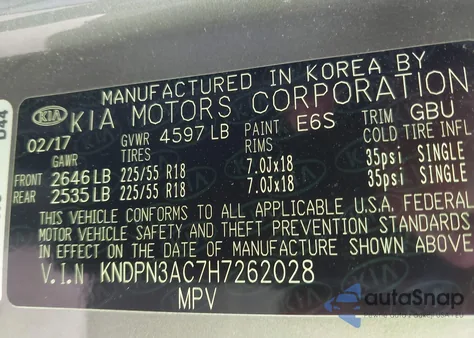 MANUFACTURED IN KOREA BY
KIA KIA MOTORS CORPORATION
02/17 GVWR 4597 LB PAINT E6S TRIM GBU
GAWR TIRES RIMS COLD TIRE INFL
FRONT 2646 LB 225/55 R18 7.0Jx18 35psi SINGLE
REAR 2535 LB 225/55 R18 7.0Jx18 35psi SINGLE
THIS VEHICLE CONFORMS TO ALL APPLICABLE U.S.A. FEDERAL
MOTOR VEHICLE SAFETY AND THEFT PREVENTION STANDARDS
IN EFFECT ON THE DATE OF MANUFACTURE SHOWN ABOVE
V.I.N KNDPN3AC7H7262028
MPV
D44
autoSnap